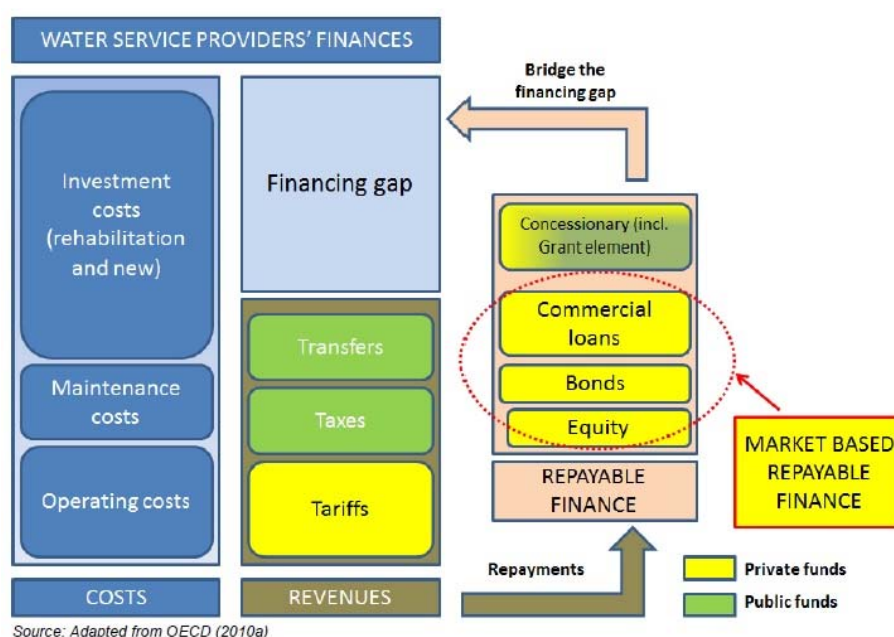 WATER SERVICE PROVIDERS' FINANCES
Investment
costs
(rehabilitation
and new)
Maintenance
costs
Operating costs
COSTS
Financing gap
Transfers
Taxes
Tariffs
REVENUES
Bridge the
financing gap
Concessionary (incl.
Grant element)
Commercial
loans
Bonds
Equity
REPAYABLE
FINANCE
MARKET BASED
REPAYABLE
FINANCE
Repayments
Private funds
Public funds
Source: Adapted from OECD (2010a)